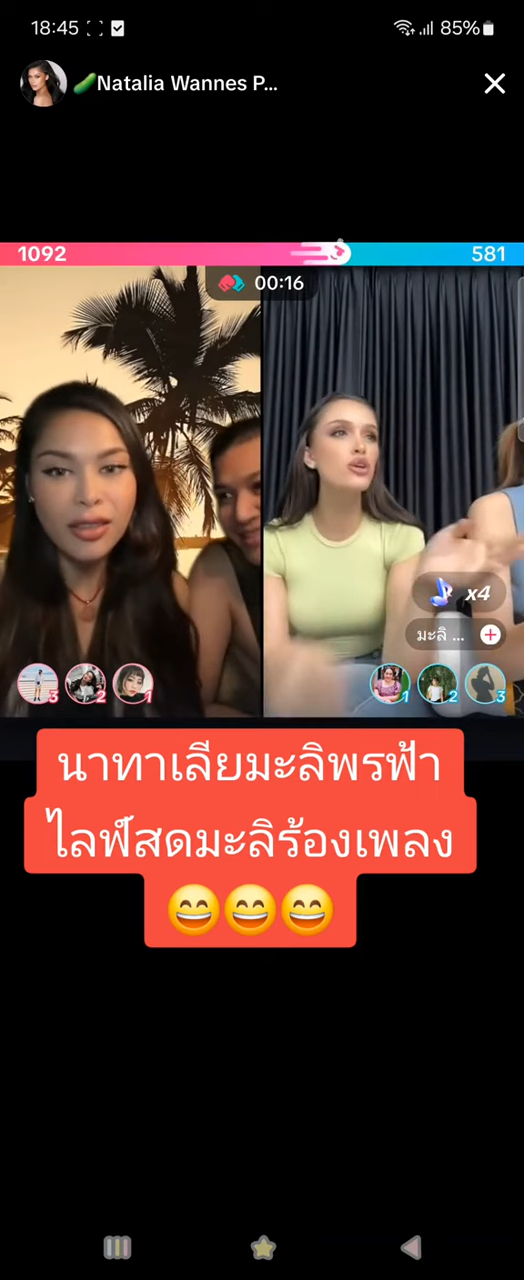 18:45
85%
🥒Natalia Wannes P...
1092
581
00:16
x4
มะลิ ...
3
2
1
1
2
3
นาทาเลียมะลิพรฟ้า
ไลฟ์สดมะลิร้องเพลง
😄😄😄